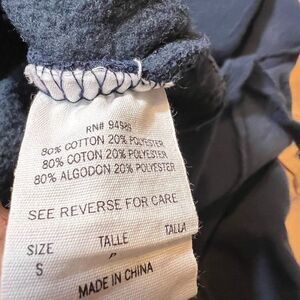 RN# 94989
80% COTTON 20% POLYESTER
80% COTON 20% POLYESTER
80% ALGODON 20% POLYESTER
SEE REVERSE FOR CARE
SIZE TALLE TALLA
S "
MADE IN CHINA